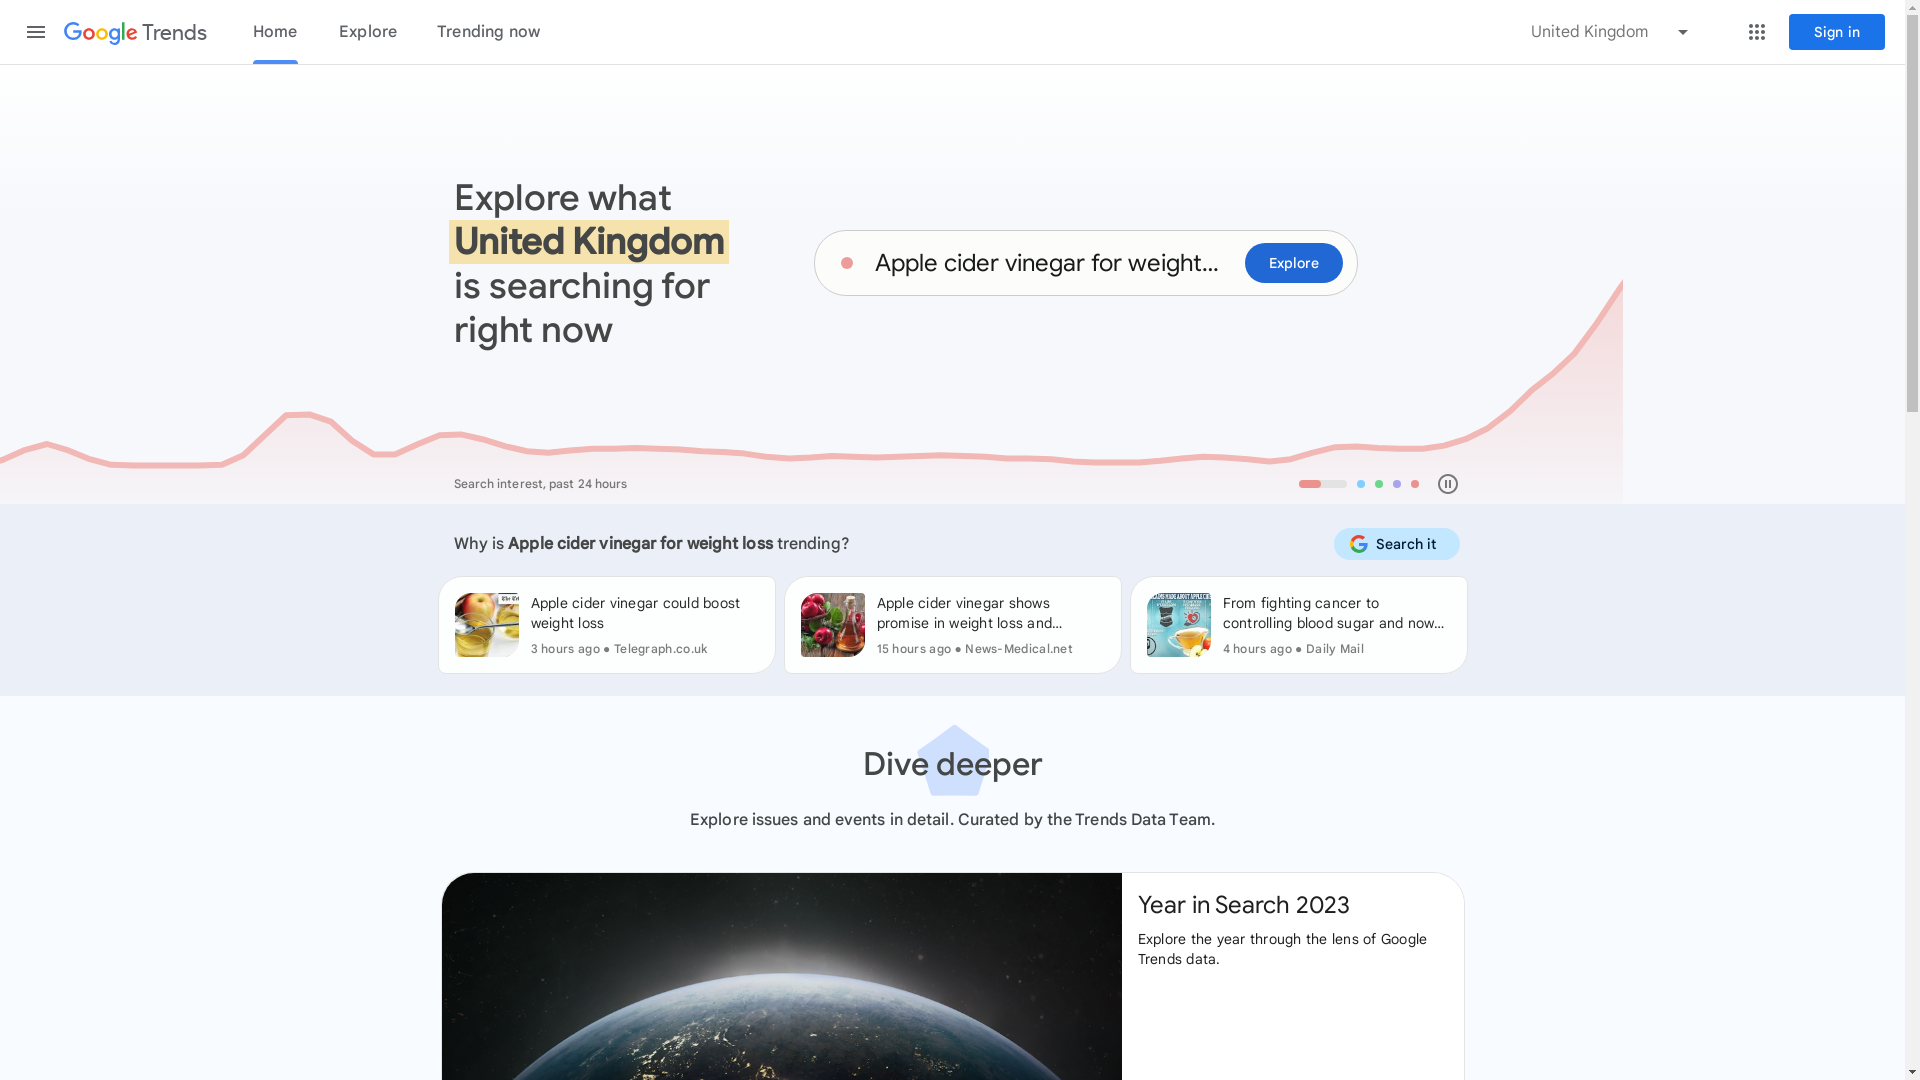 Google Trends
Home
Explore
Trending now
United Kingdom
Sign in
Explore what
United Kingdom
is searching for
right now
Apple cider vinegar for weight...
Explore
Search interest, past 24 hours
Why is Apple cider vinegar for weight loss trending?
Search it
Apple cider vinegar could boost
weight loss
3 hours ago ● Telegraph.co.uk
Apple cider vinegar shows
promise in weight loss and...
15 hours ago ● News-Medical.net
From fighting cancer to
controlling blood sugar and now...
4 hours ago ● Daily Mail
Dive deeper
Explore issues and events in detail. Curated by the Trends Data Team.
Year in Search 2023
Explore the year through the lens of Google
Trends data.